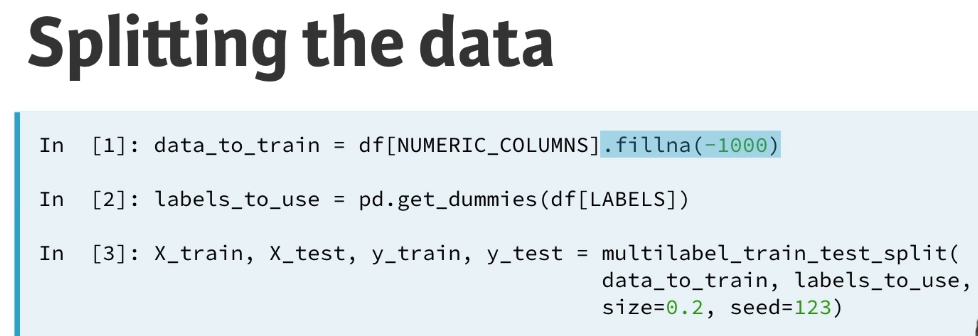 Splitting the data
In [1]: data_to_train = df[NUMERIC_COLUMNS].fillna(-1000)
In [2]: labels_to_use = pd.get_dummies(df[LABELS])
In [3]: X_train, X_test, y_train, y_test = multilabel_train_test_split(
data_to_train, labels_to_use,
size=0.2, seed=123)